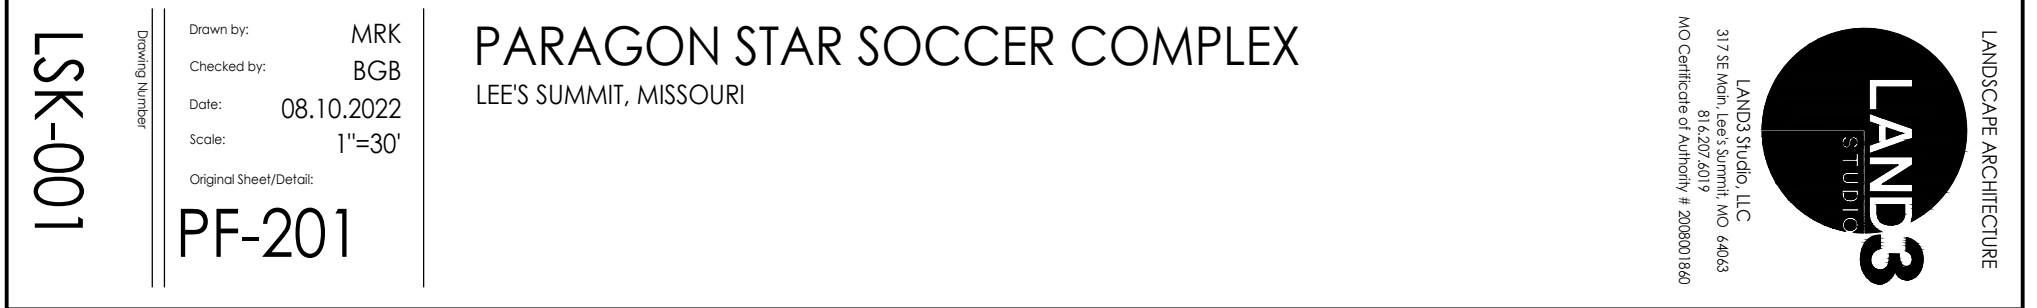 LSK-001
Drawing Number
Drawn by: MRK
Checked by: BGB
Date: 08.10.2022
Scale: 1"=30'
Original Sheet/Detail:
PF-201
PARAGON STAR SOCCER COMPLEX
LEE'S SUMMIT, MISSOURI
LANDSCAPE ARCHITECTURE
LAND3
STUDIO
LAND3 Studio, LLC
317 SE Main, Lee's Summit, MO 64063
816.207.6019
MO Certificate of Authority # 2008001860